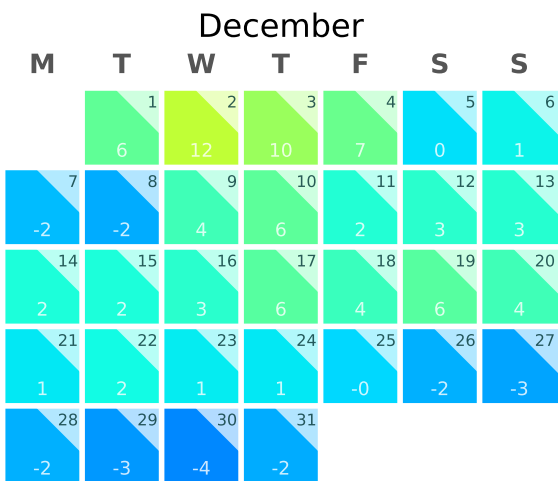 December
M T W T F S S
1 2 3 4 5 6
6 12 10 7 0 1
7 8 9 10 11 12 13
-2 -2 4 6 2 3 3
14 15 16 17 18 19 20
2 2 3 6 4 6 4
21 22 23 24 25 26 27
1 2 1 1 -0 -2 -3
28 29 30 31
-2 -3 -4 -2